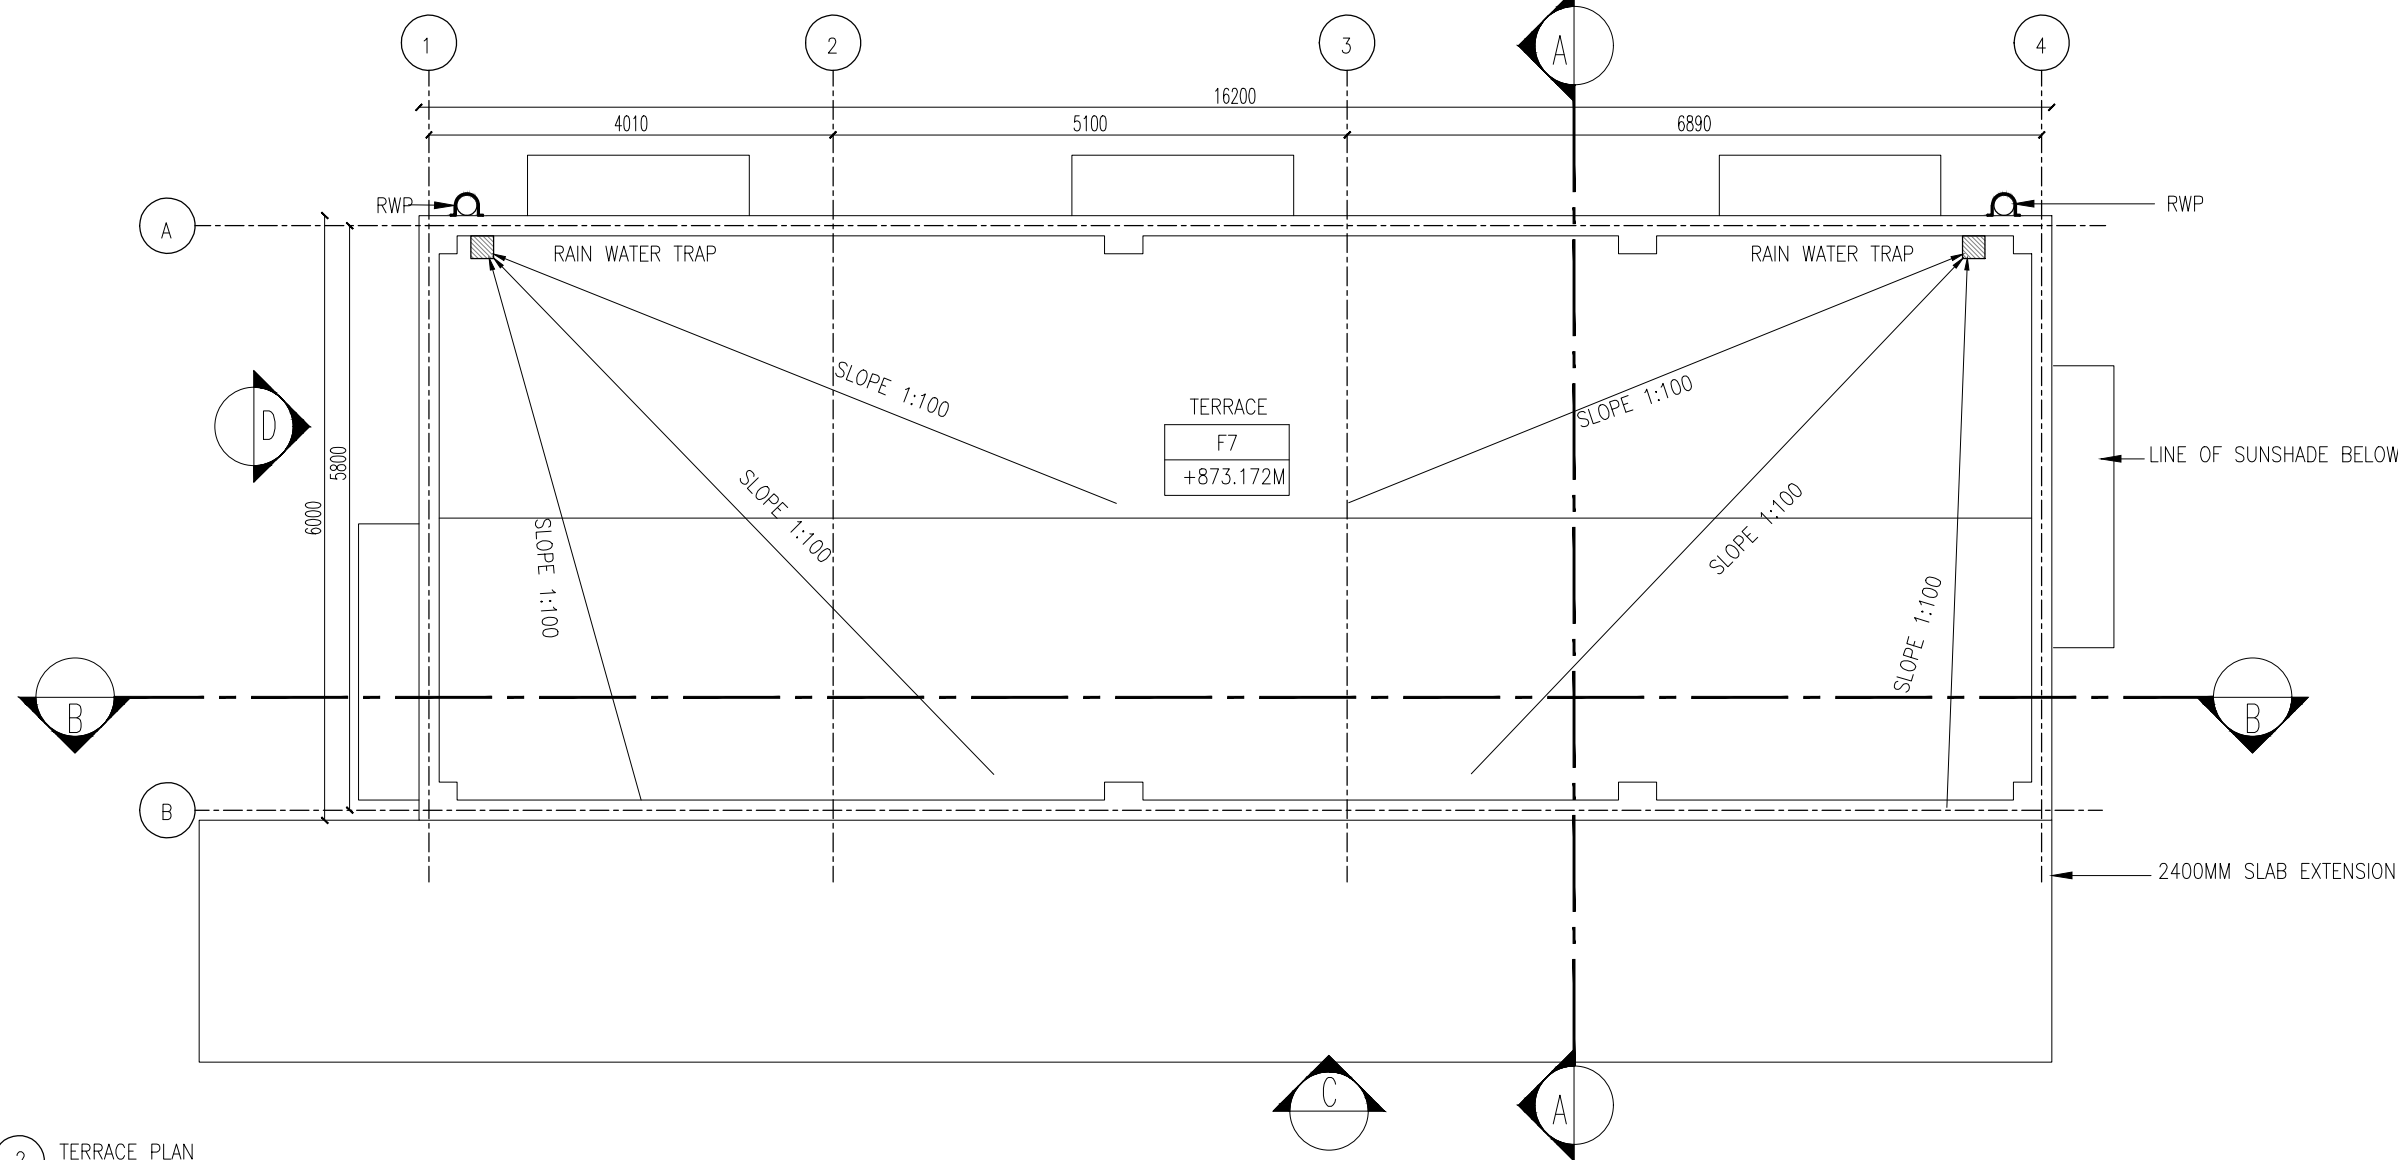 1
2
3
A
4
16200
4010
5100
6890
RWP
RWP
A
RAIN WATER TRAP
RAIN WATER TRAP
SLOPE 1:100
SLOPE 1:100
TERRACE
F7
+873.172M
D
5800
6000
LINE OF SUNSHADE BELOW
SLOPE 1:100
SLOPE 1:100
SLOPE 1:100
SLOPE 1:100
B
B
B
2400MM SLAB EXTENSION
C
A
2
TERRACE PLAN